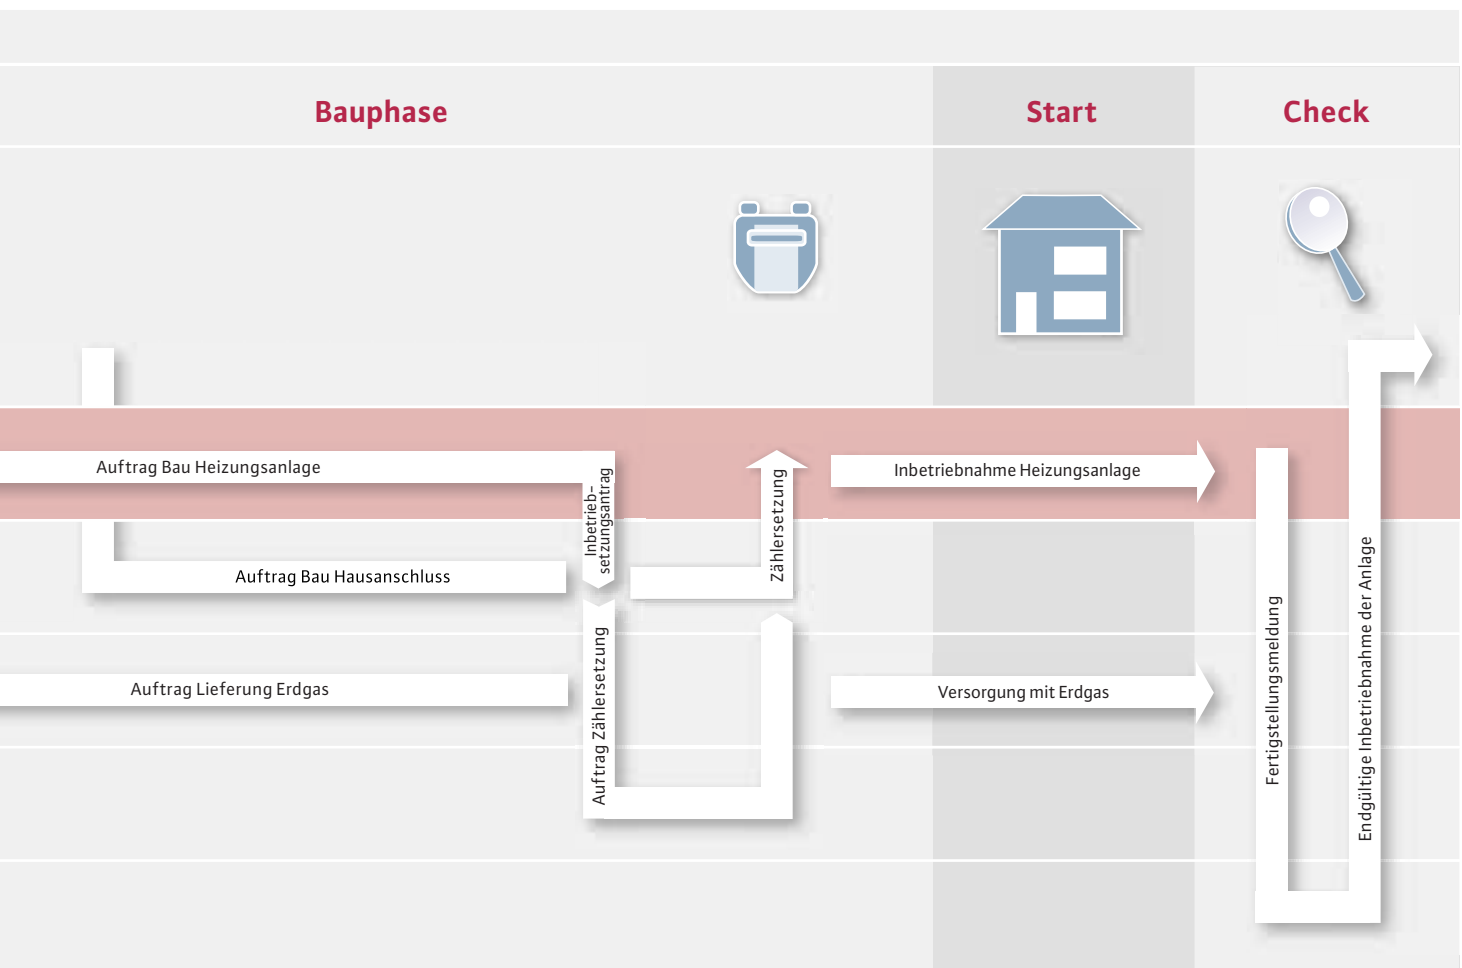 Bauphase
Start
Check
Auftrag Bau Heizungsanlage
Inbetrieb-
setzungsantrag
Zählersetzung
Inbetriebnahme Heizungsanlage
Auftrag Bau Hausanschluss
Auftrag Lieferung Erdgas
Auftrag Zählersetzung
Versorgung mit Erdgas
Fertigstellungsmeldung
Endgültige Inbetriebnahme der Anlage